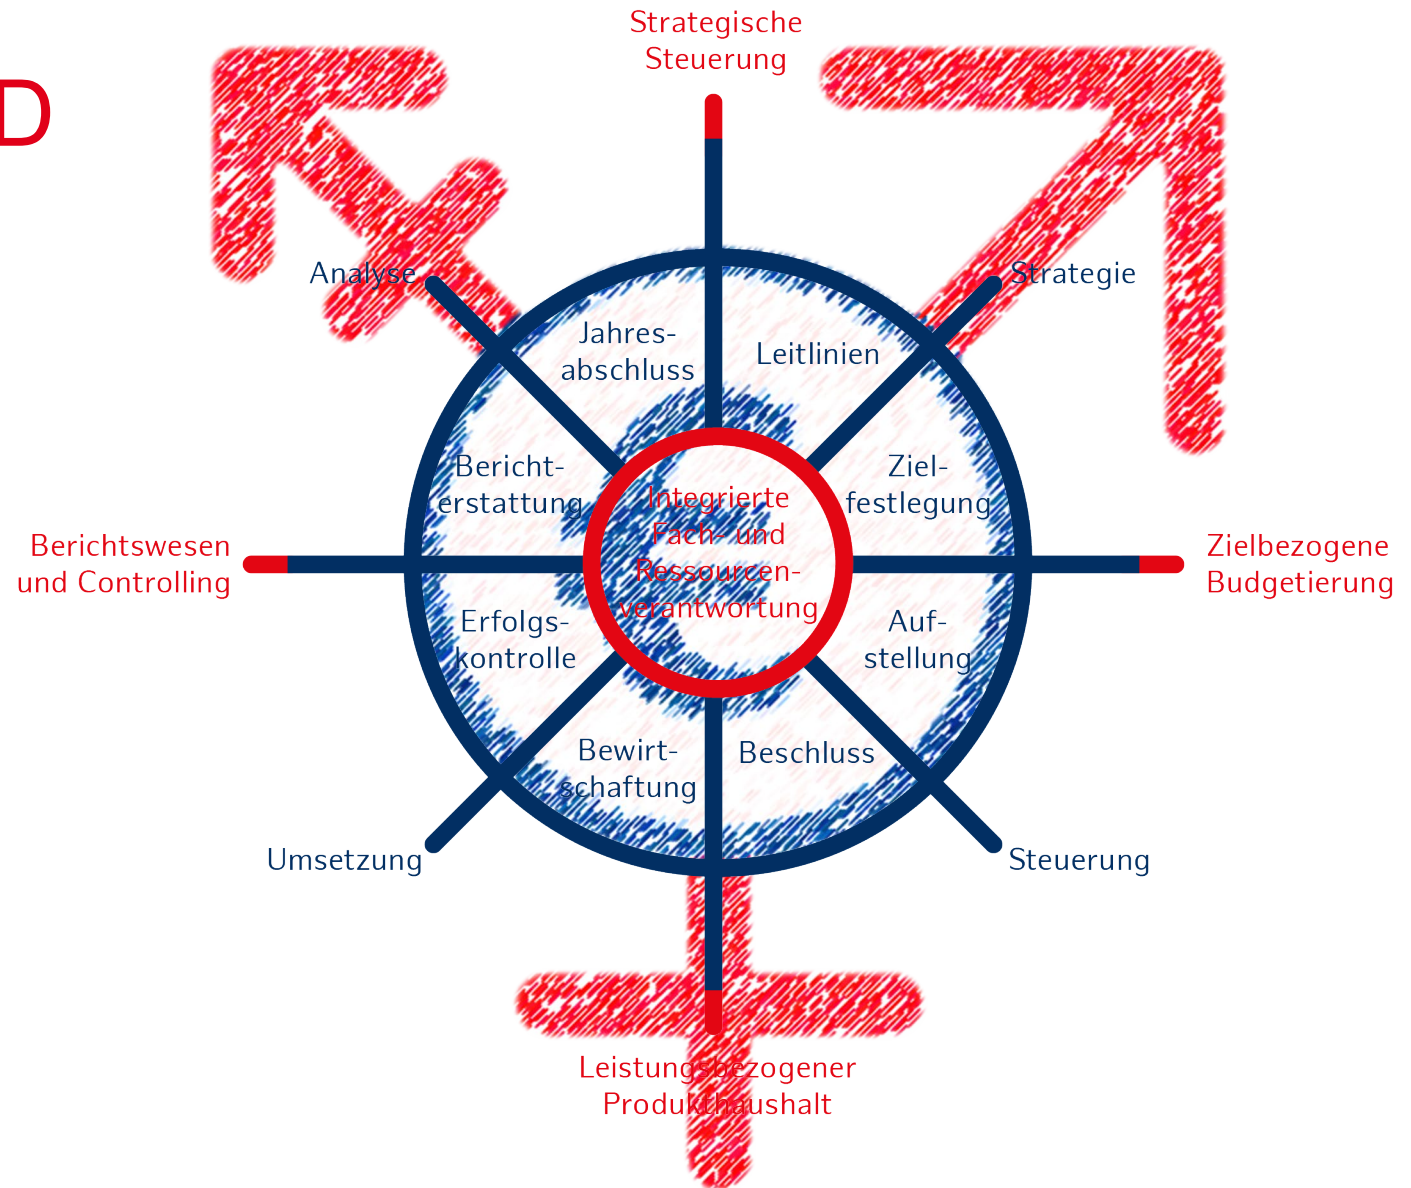 Strategische
Steuerung
D
Analyse
Strategie
Jahres-
abschluss
Leitlinien
Bericht-
erstattung
Ziel-
festlegung
Integrierte
Fach- und
Ressourcen-
verantwortung
Berichtswesen
und Controlling
Zielbezogene
Budgetierung
Erfolgs-
kontrolle
Auf-
stellung
Bewirt-
schaftung
Beschluss
Umsetzung
Steuerung
Leistungsbezogener
Produkthaushalt